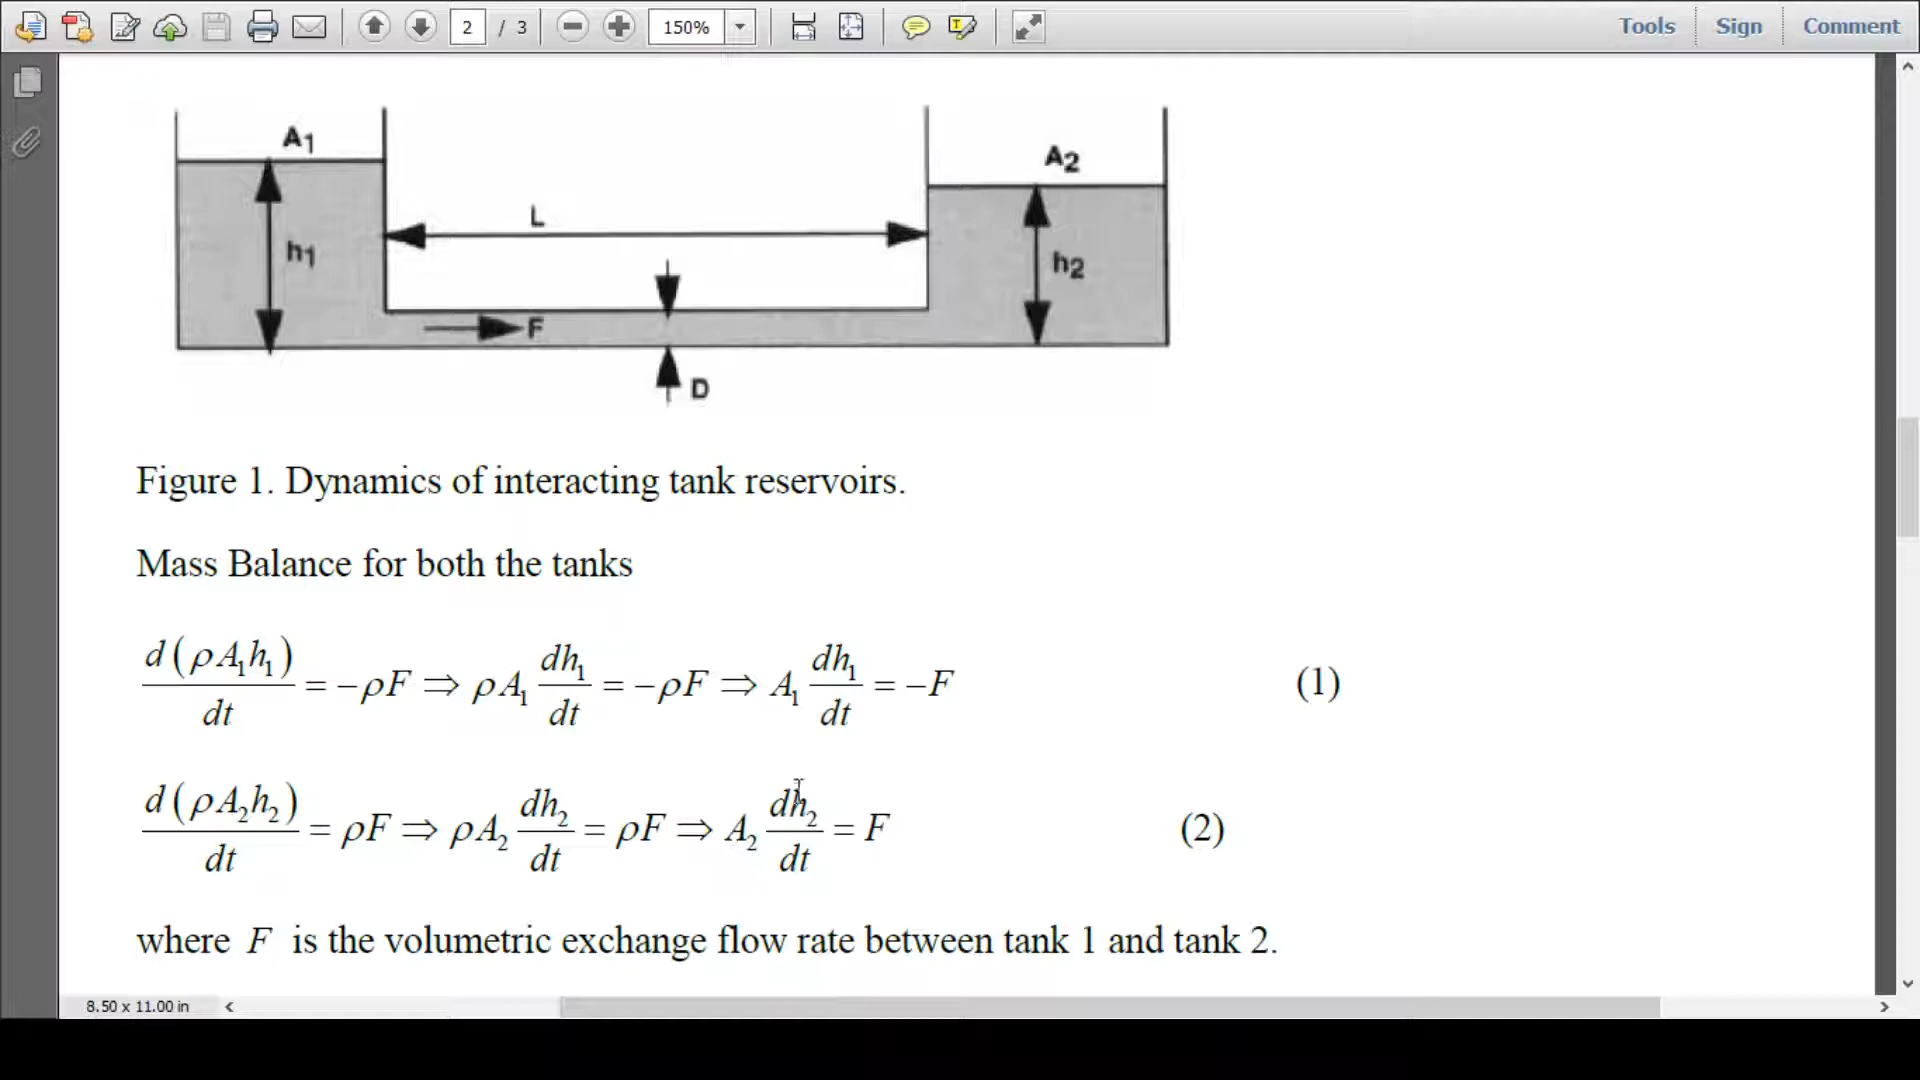 2 / 3 150% Tools Sign Comment
A1
A2
L
h1
h2
F
D
Figure 1. Dynamics of interacting tank reservoirs.
Mass Balance for both the tanks
d(ρA₁h₁)/dt = −ρF ⇒ ρA₁ dh₁/dt = −ρF ⇒ A₁ dh₁/dt = −F (1)
d(ρA₂h₂)/dt = ρF ⇒ ρA₂ dh₂/dt = ρF ⇒ A₂ dh₂/dt = F (2)
where F is the volumetric exchange flow rate between tank 1 and tank 2.
8.50 x 11.00 in